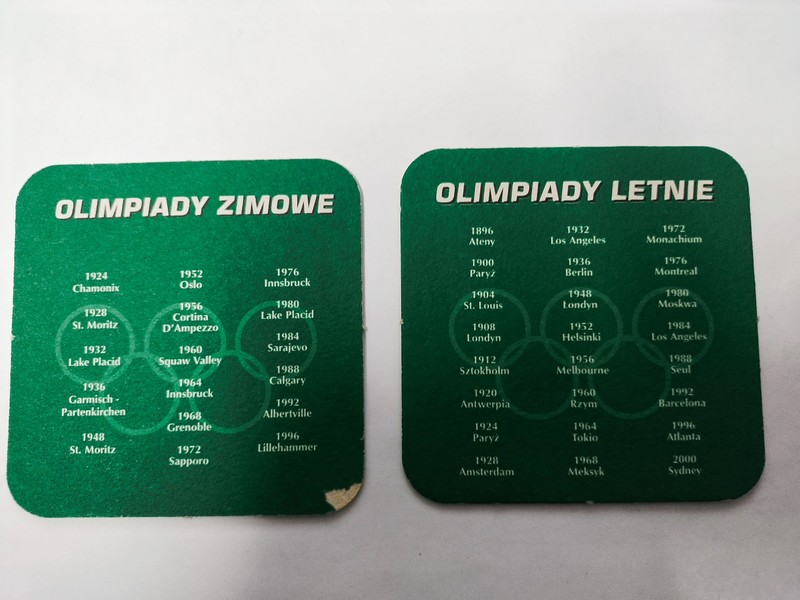 OLIMPIADY ZIMOWE
1924
Chamonix
1928
St. Moritz
1932
Lake Placid
1936
Garmisch -
Partenkirchen
1948
St. Moritz
1952
Oslo
1956
Cortina
D'Ampezzo
1960
Squaw Valley
1964
Innsbruck
1968
Grenoble
1972
Sapporo
1976
Innsbruck
1980
Lake Placid
1984
Sarajevo
1988
Calgary
1992
Albertville
1996
Lillehammer
OLIMPIADY LETNIE
1896
Ateny
1900
Paryż
1904
St. Louis
1908
Londyn
1912
Sztokholm
1920
Antwerpia
1924
Paryż
1928
Amsterdam
1932
Los Angeles
1936
Berlin
1948
Londyn
1952
Helsinki
1956
Melbourne
1960
Rzym
1964
Tokio
1968
Meksyk
1972
Monachium
1976
Montreal
1980
Moskwa
1984
Los Angeles
1988
Seul
1992
Barcelona
1996
Atlanta
2000
Sydney